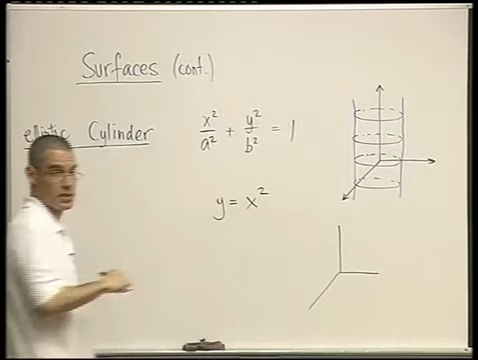 Surfaces (cont.)
elliptic Cylinder x²/a² + y²/b² = 1
y = x²